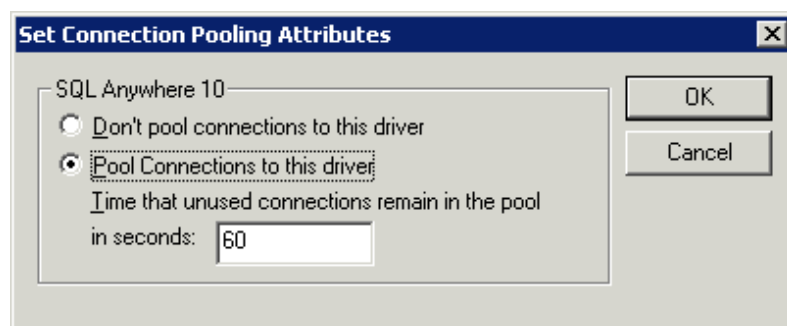 Set Connection Pooling Attributes
SQL Anywhere 10
Don't pool connections to this driver
Pool Connections to this driver
Time that unused connections remain in the pool
in seconds: 60
OK
Cancel